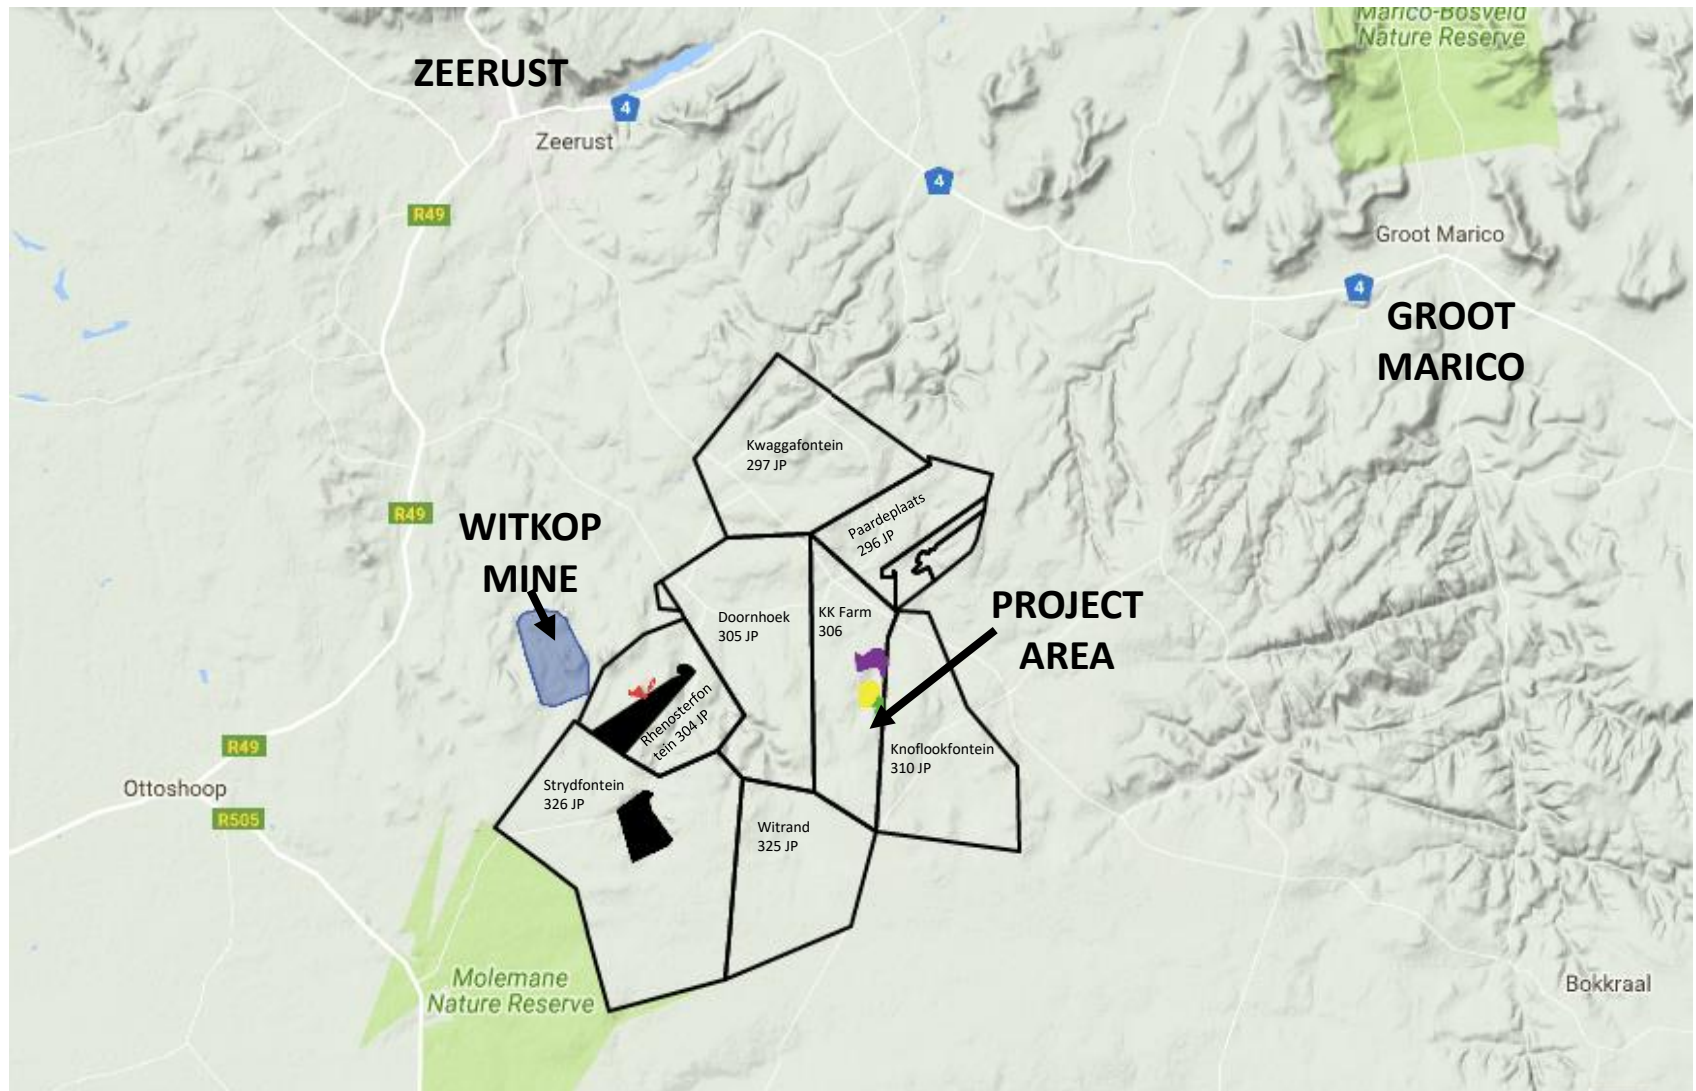 Marico-Bosveld
Nature Reserve
ZEERUST
4
Zeerust
4
R49
Groot Marico
4
GROOT
MARICO
Kwaggafontein
297 JP
Paardeplaats
296 JP
R49
WITKOP
MINE
PROJECT
AREA
Doornhoek
305 JP
KK Farm
306
Rhenosterfon
tein 304 JP
R49
Knoflookfontein
310 JP
Ottoshoop
Strydfontein
326 JP
R505
Witrand
325 JP
Molemane
Nature Reserve
Bokkraal